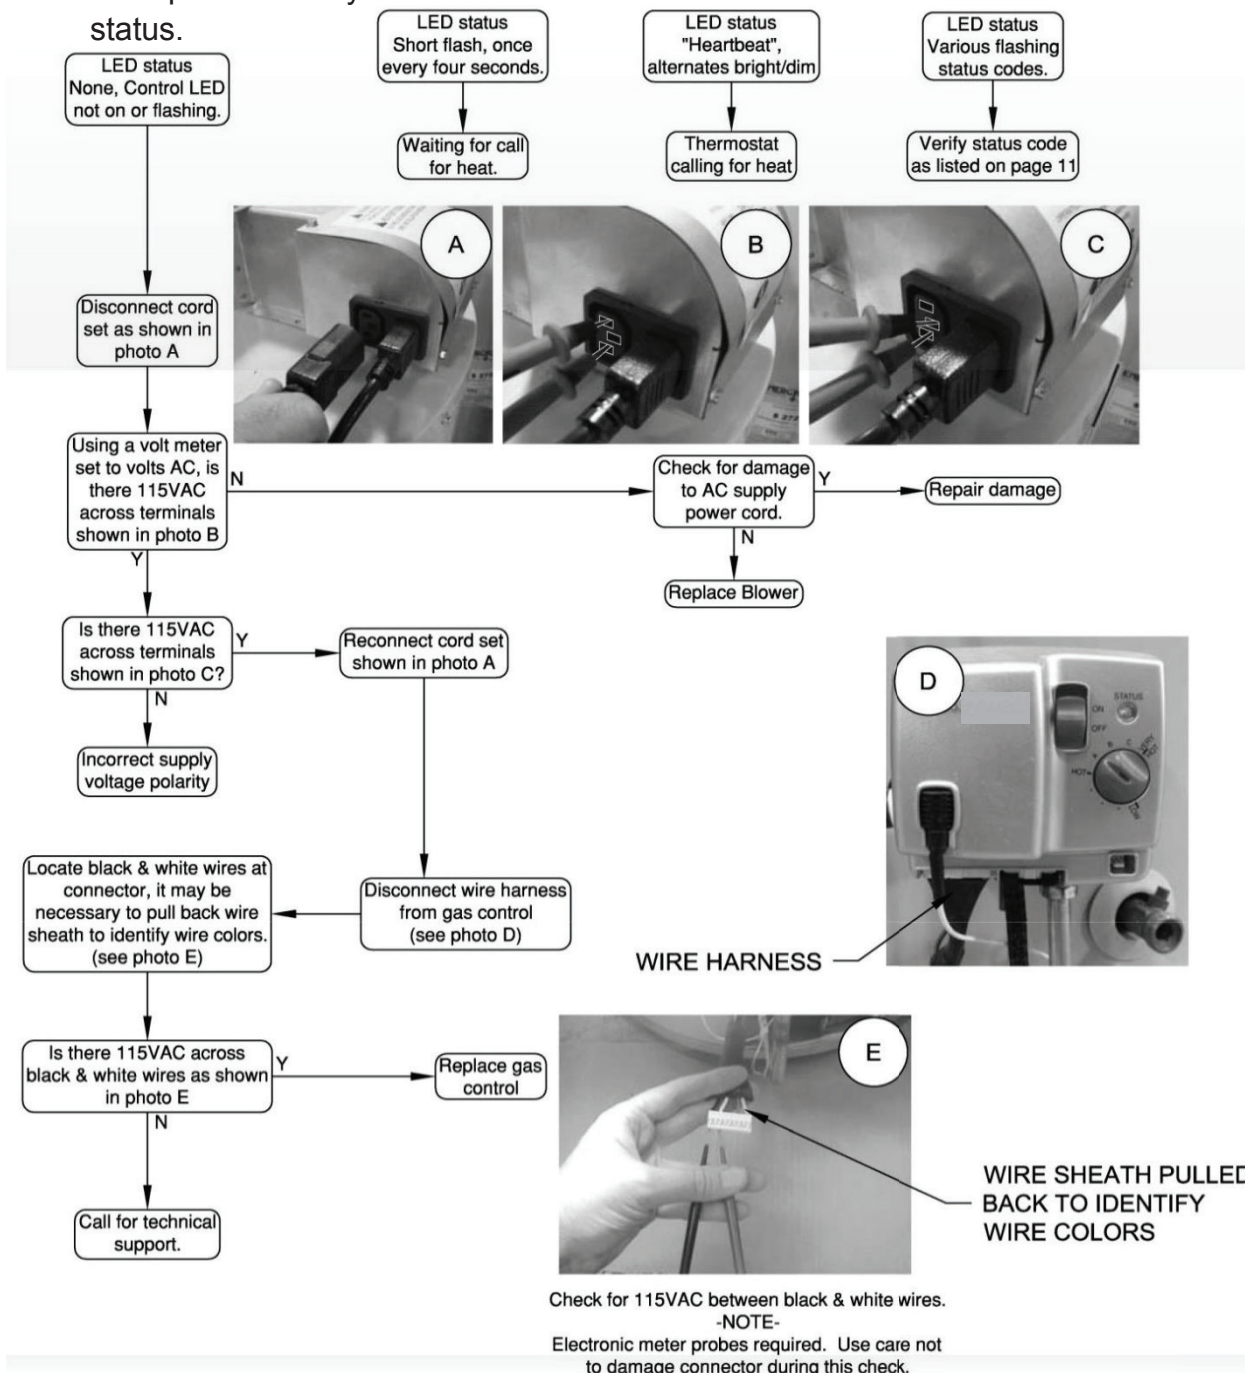 status.
LED status
None, Control LED
not on or flashing.
LED status
Short flash, once
every four seconds.
LED status
"Heartbeat",
alternates bright/dim
LED status
Various flashing
status codes.
Waiting for call
for heat.
Thermostat
calling for heat
Verify status code
as listed on page 11
A
B
C
Disconnect cord
set as shown in
photo A
Using a volt meter
set to volts AC, is
there 115VAC
across terminals
shown in photo B
N
Y
Check for damage
to AC supply
power cord.
Y
Repair damage
N
Replace Blower
Is there 115VAC
across terminals
shown in photo C?
Y
N
Reconnect cord set
shown in photo A
Incorrect supply
voltage polarity
D
STATUS
ON
OFF
HOT
A
B
C
VERY
HOT
LOW
Locate black & white wires at
connector, it may be
necessary to pull back wire
sheath to identify wire colors.
(see photo E)
Disconnect wire harness
from gas control
(see photo D)
WIRE HARNESS
Is there 115VAC across
black & white wires as shown
in photo E
Y
N
Replace gas
control
Call for technical
support.
E
WIRE SHEATH PULLED
BACK TO IDENTIFY
WIRE COLORS
Check for 115VAC between black & white wires.
-NOTE-
Electronic meter probes required. Use care not
to damage connector during this check.